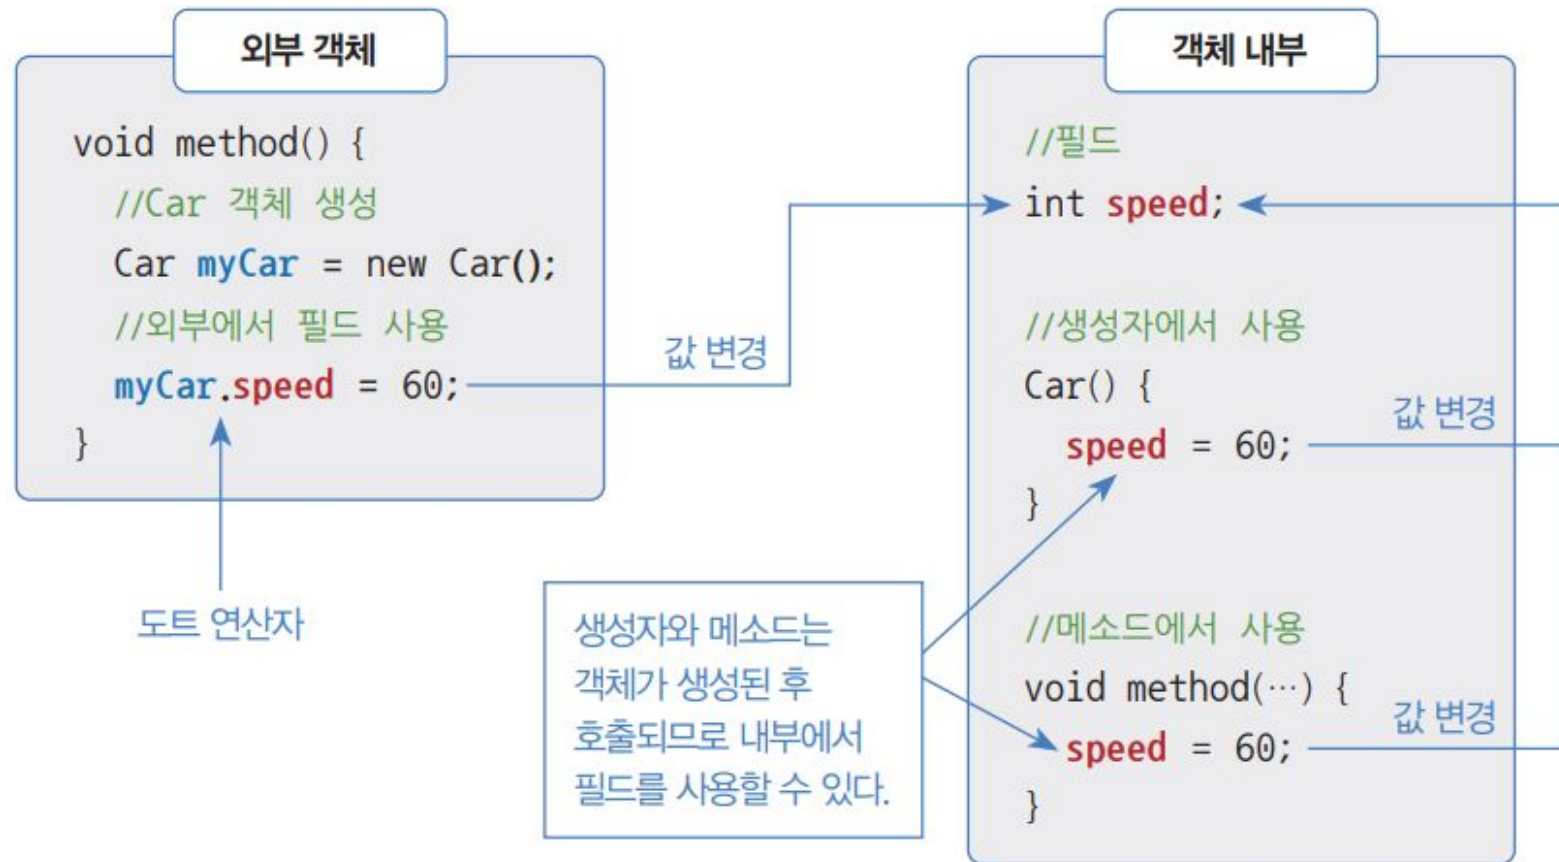 외부 객체
void method() {
//Car 객체 생성
Car myCar = new Car();
//외부에서 필드 사용
myCar.speed = 60;
}
값 변경
도트 연산자
생성자와 메소드는
객체가 생성된 후
호출되므로 내부에서
필드를 사용할 수 있다.
객체 내부
//필드
int speed;
//생성자에서 사용
Car() {
speed = 60;
값 변경
}
//메소드에서 사용
void method(…) {
speed = 60;
값 변경
}